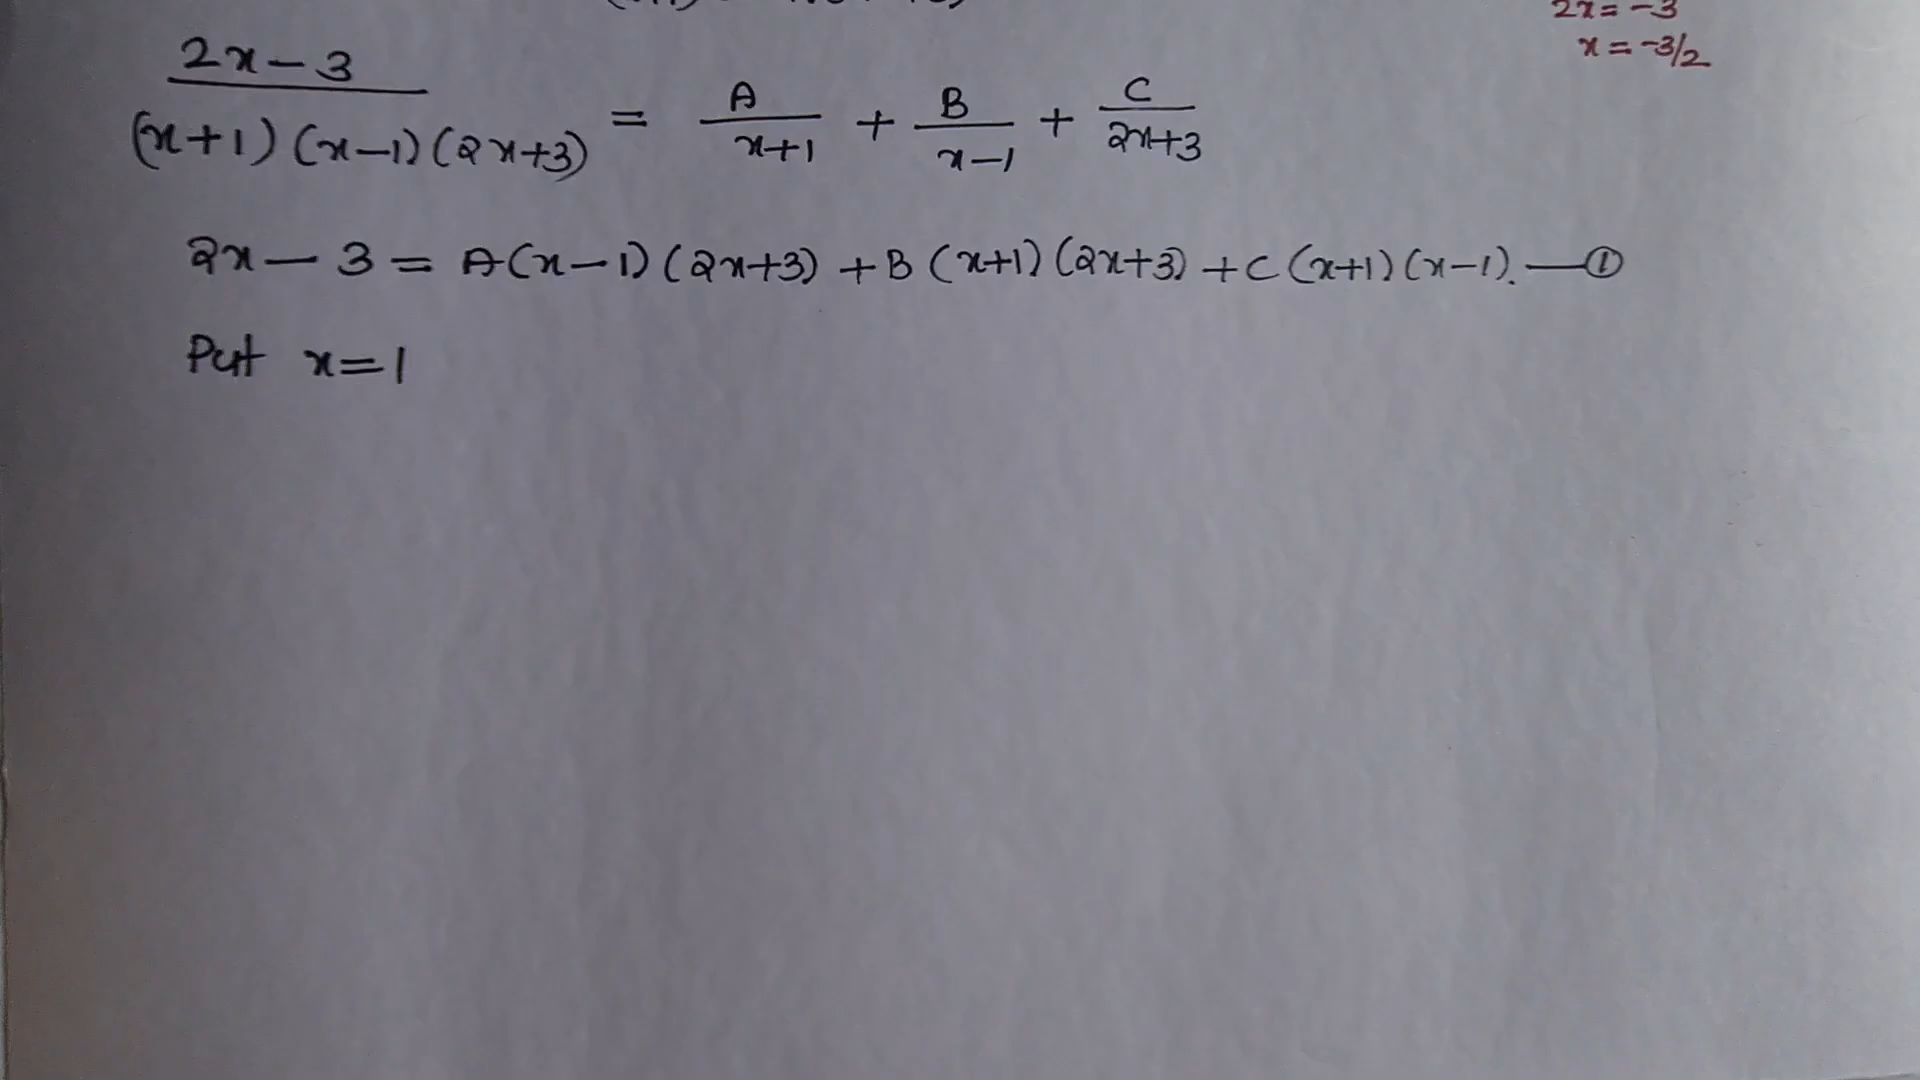 2x = -3
x = -3/2
2x - 3 / (x+1) (x-1) (2x+3) = A / x+1 + B / x-1 + C / 2x+3
2x - 3 = A(x-1) (2x+3) + B (x+1) (2x+3) + C (x+1) (x-1). — ①
Put x=1